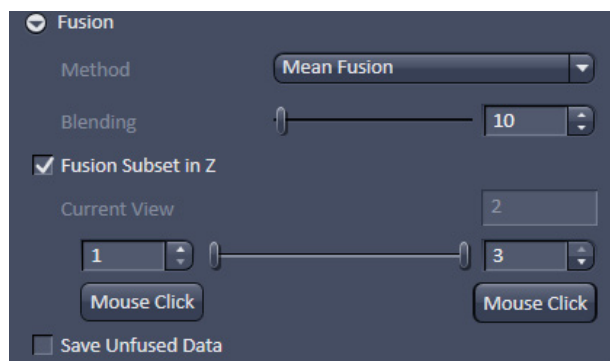 Fusion
Method Mean Fusion
Blending 10
Fusion Subset in Z
Current View 2
1 3
Mouse Click Mouse Click
Save Unfused Data